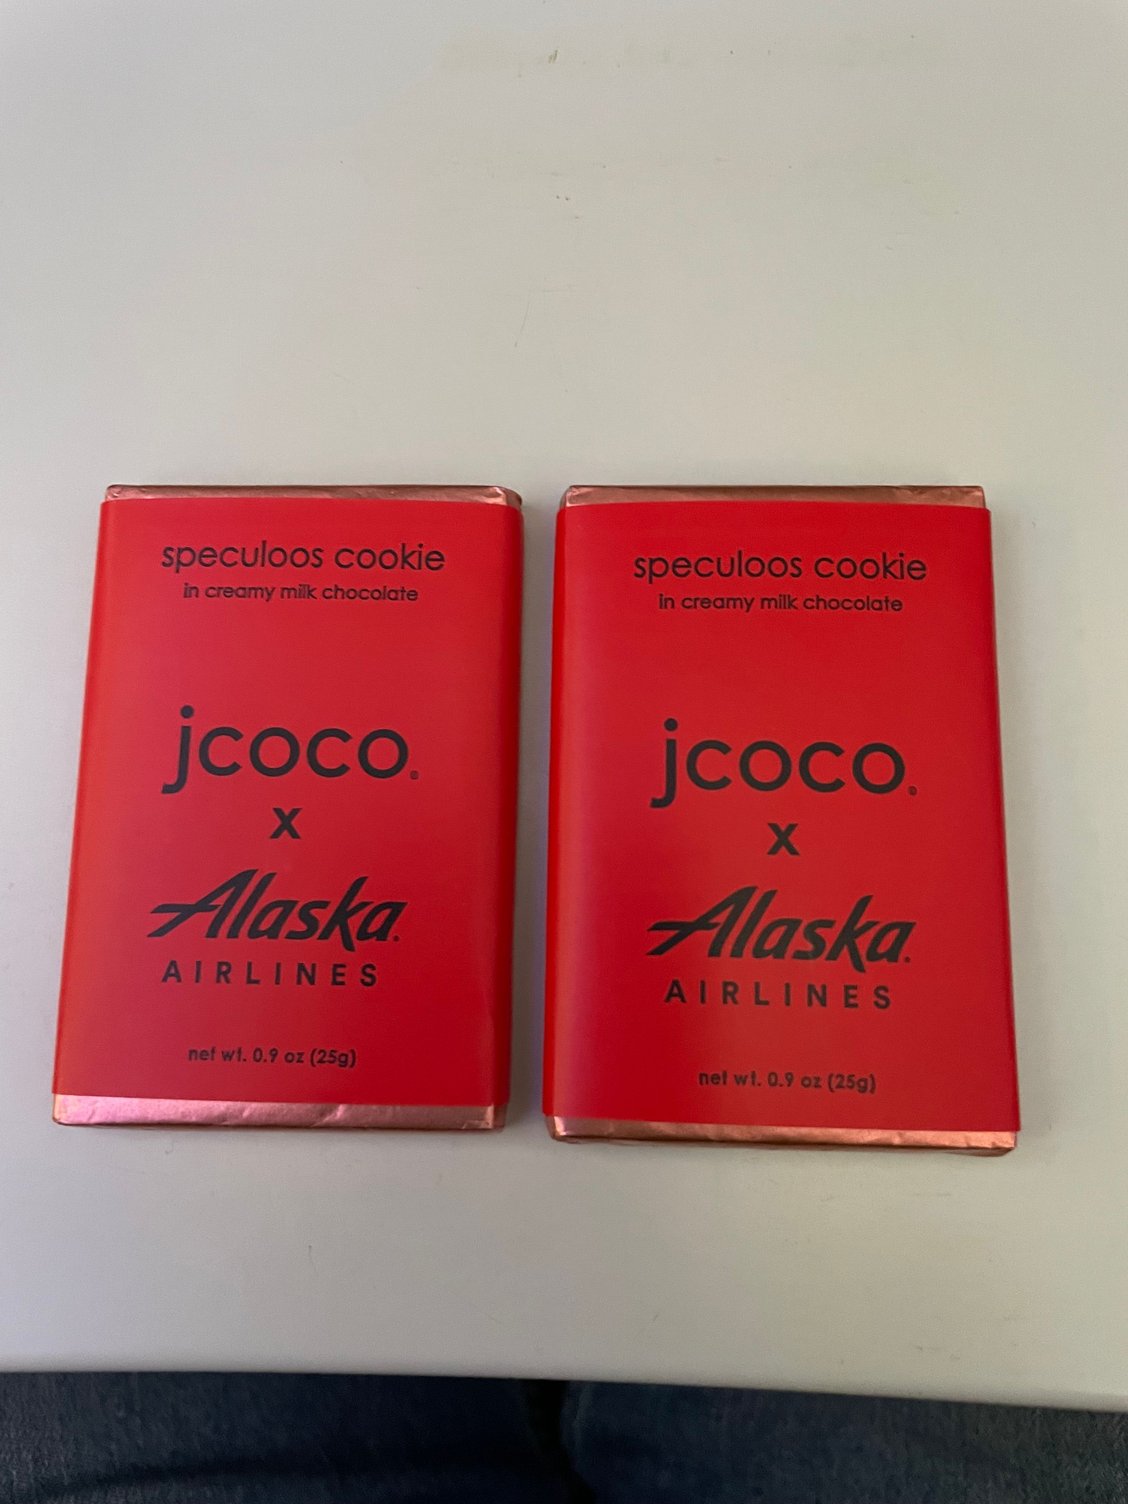 speculoos cookie
in creamy milk chocolate
jcoco®
x
Alaska®
AIRLINES
net wt. 0.9 oz (25g)
speculoos cookie
in creamy milk chocolate
jcoco®
x
Alaska®
AIRLINES
net wt. 0.9 oz (25g)